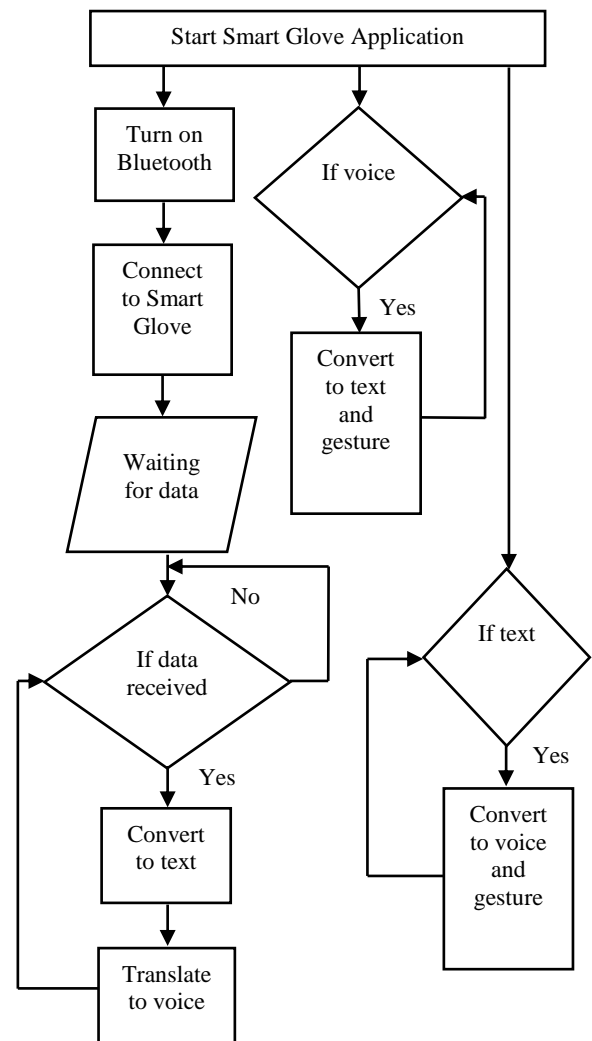 Start Smart Glove Application
Turn on
Bluetooth
Connect
to Smart
Glove
Waiting
for data
No
If data
received
Yes
Convert
to text
Translate
to voice
If voice
Yes
Convert
to text
and
gesture
If text
Yes
Convert
to voice
and
gesture